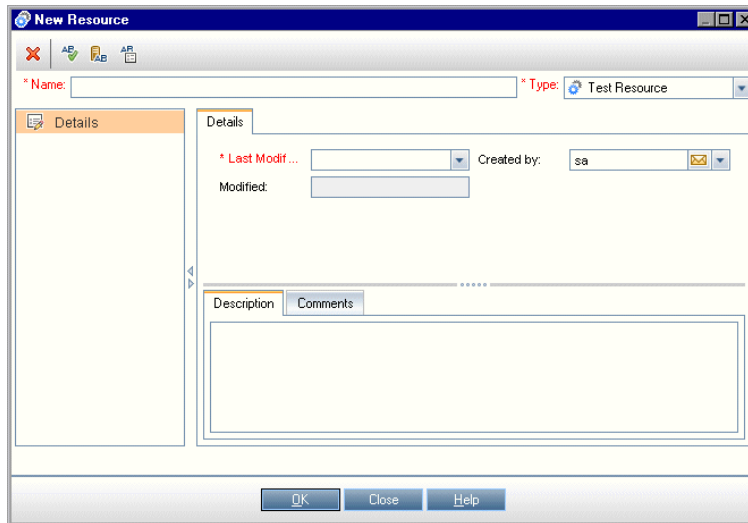 New Resource
* Name: * Type: Test Resource
Details Details
* Last Modif ... Created by: sa
Modified:
Description Comments
OK Close Help